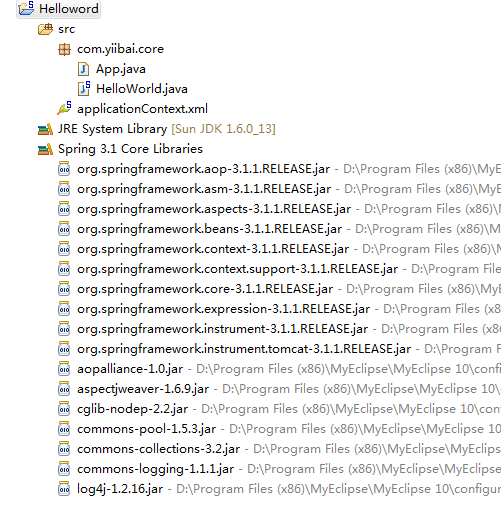 Helloword
src
com.yiibai.core
App.java
HelloWorld.java
applicationContext.xml
JRE System Library [Sun JDK 1.6.0_13]
Spring 3.1 Core Libraries
org.springframework.aop-3.1.1.RELEASE.jar - D:\Program Files (x86)\MyE
org.springframework.asm-3.1.1.RELEASE.jar - D:\Program Files (x86)\MyE
org.springframework.aspects-3.1.1.RELEASE.jar - D:\Program Files (x86)
org.springframework.beans-3.1.1.RELEASE.jar - D:\Program Files (x86)\M
org.springframework.context-3.1.1.RELEASE.jar - D:\Program Files (x86)
org.springframework.context.support-3.1.1.RELEASE.jar - D:\Program F
org.springframework.core-3.1.1.RELEASE.jar - D:\Program Files (x86)\My
org.springframework.expression-3.1.1.RELEASE.jar - D:\Program Files (x
org.springframework.instrument-3.1.1.RELEASE.jar - D:\Program Files (x
org.springframework.instrument.tomcat-3.1.1.RELEASE.jar - D:\Program
aopalliance-1.0.jar - D:\Program Files (x86)\MyEclipse\MyEclipse 10\confi
aspectjweaver-1.6.9.jar - D:\Program Files (x86)\MyEclipse\MyEclipse 10\
cglib-nodep-2.2.jar - D:\Program Files (x86)\MyEclipse\MyEclipse 10\con
commons-pool-1.5.3.jar - D:\Program Files (x86)\MyEclipse\MyEclipse 10
commons-collections-3.2.jar - D:\Program Files (x86)\MyEclipse\MyEclips
commons-logging-1.1.1.jar - D:\Program Files (x86)\MyEclipse\MyEclipse
log4j-1.2.16.jar - D:\Program Files (x86)\MyEclipse\MyEclipse 10\configur